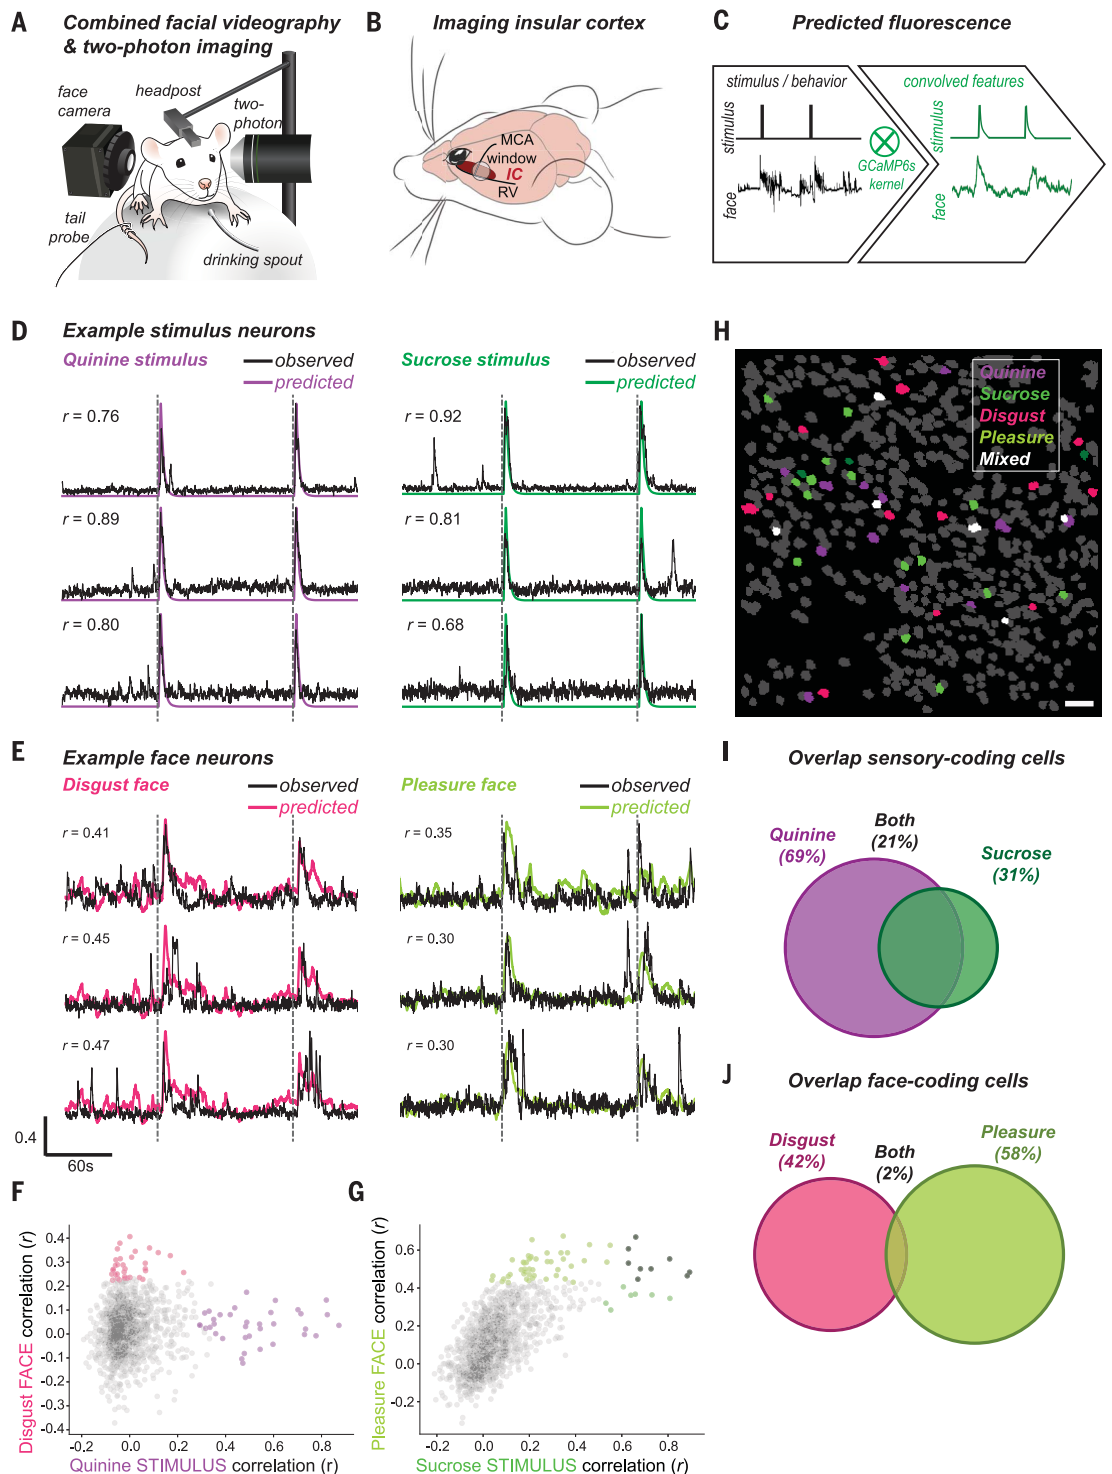 A
Combined facial videography
& two-photon imaging
face
camera
headpost
two-
photon
tail
probe
drinking spout
B
Imaging insular cortex
MCA
window
IC
RV
C
Predicted fluorescence
stimulus / behavior
convolved features
stimulus
face
GCaMP6s
kernel
stimulus
face
D
Example stimulus neurons
Quinine stimulus
observed
predicted
r = 0.76
r = 0.89
r = 0.80
Sucrose stimulus
observed
predicted
r = 0.92
r = 0.81
r = 0.68
E
Example face neurons
Disgust face
observed
predicted
r = 0.41
r = 0.45
r = 0.47
0.4
60s
Pleasure face
observed
predicted
r = 0.35
r = 0.30
r = 0.30
F
Disgust FACE correlation (r)
0.4
0.3
0.2
0.1
0.0
-0.1
-0.2
-0.3
-0.4
-0.2 0.0 0.2 0.4 0.6 0.8
Quinine STIMULUS correlation (r)
G
Pleasure FACE correlation (r)
0.6
0.4
0.2
0.0
-0.2
-0.2 0.0 0.2 0.4 0.6 0.8
Sucrose STIMULUS correlation (r)
H
Quinine
Sucrose
Disgust
Pleasure
Mixed
I
Overlap sensory-coding cells
Quinine
(69%)
Both
(21%)
Sucrose
(31%)
J
Overlap face-coding cells
Disgust
(42%)
Both
(2%)
Pleasure
(58%)